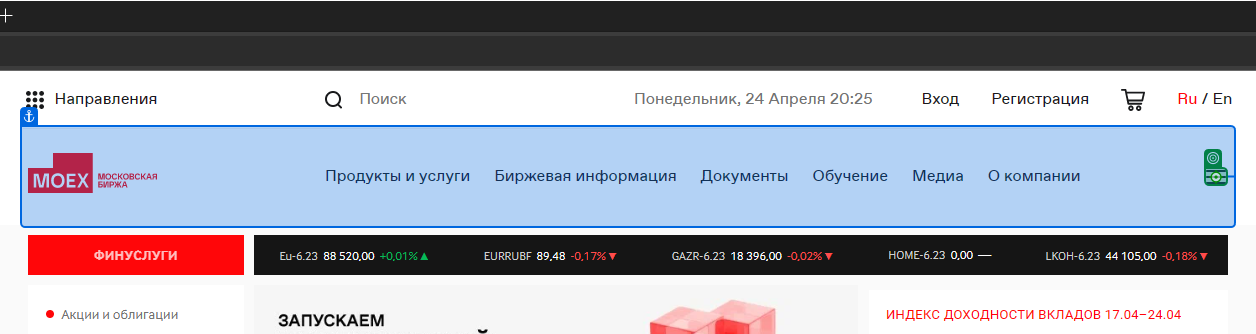 Направления Поиск Понедельник, 24 Апреля 20:25 Вход Регистрация Ru / En
MOEX МОСКОВСКАЯ БИРЖА Продукты и услуги Биржевая информация Документы Обучение Медиа О компании
ФИНУСЛУГИ Eu-6.23 88 520,00 +0,01%▲ EURRUBF 89,48 -0,17%▼ GAZR-6.23 18 396,00 -0,02%▼ HOME-6.23 0,00 — LKOH-6.23 44 105,00 -0,18%▼
Акции и облигации
ЗАПУСКАЕМ
ИНДЕКС ДОХОДНОСТИ ВКЛАДОВ 17.04–24.04